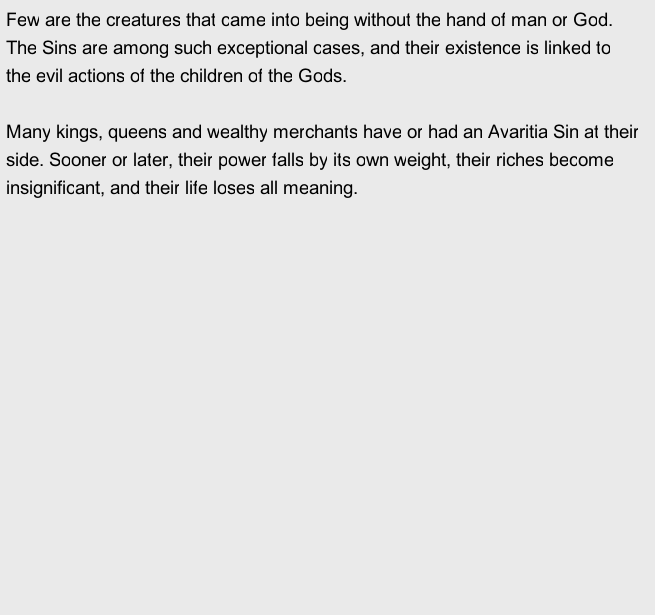 Few are the creatures that came into being without the hand of man or God.
The Sins are among such exceptional cases, and their existence is linked to
the evil actions of the children of the Gods.

Many kings, queens and wealthy merchants have or had an Avaritia Sin at their
side. Sooner or later, their power falls by its own weight, their riches become
insignificant, and their life loses all meaning.